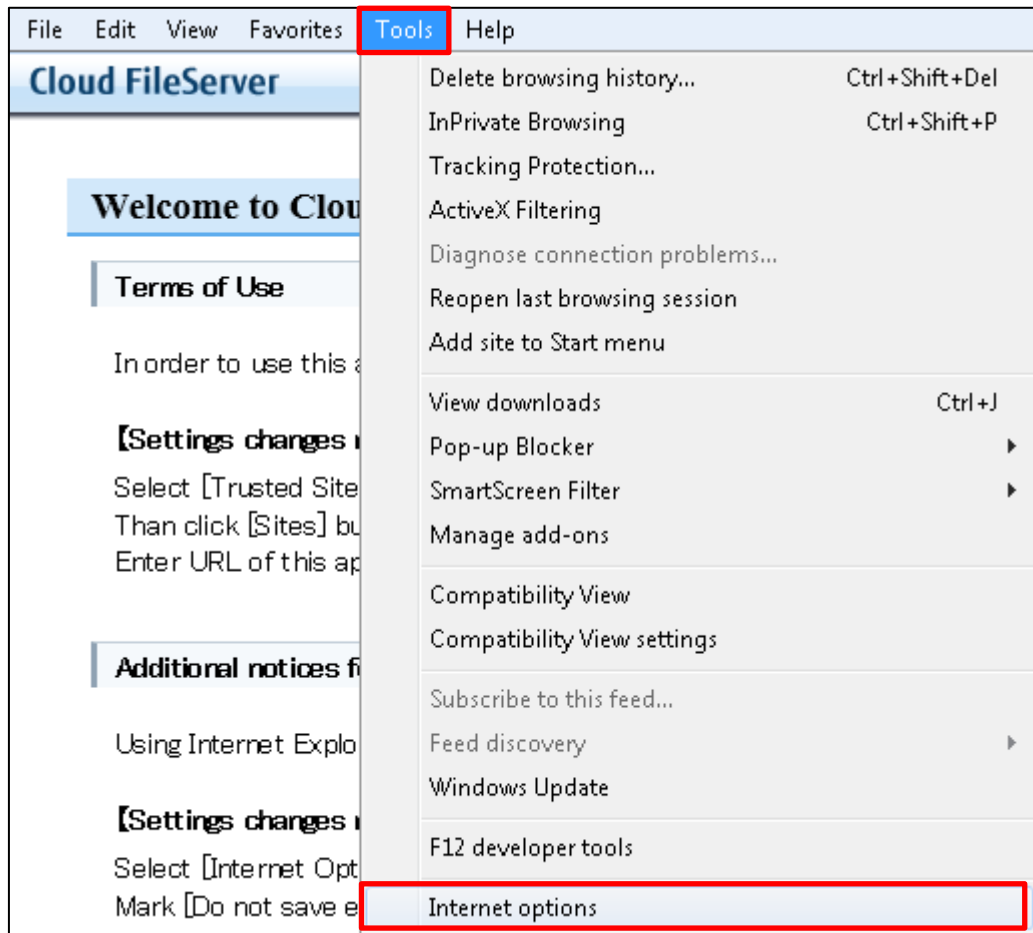 File Edit View Favorites Tools Help
Cloud FileServer
Welcome to Clou
Terms of Use
In order to use this a
【Settings changes r
Select [Trusted Site
Than click [Sites] bu
Enter URL of this ap
Additional notices f
Using Internet Explo
【Settings changes r
Select [Internet Opt
Mark [Do not save e
Delete browsing history... Ctrl+Shift+Del
InPrivate Browsing Ctrl+Shift+P
Tracking Protection...
ActiveX Filtering
Diagnose connection problems...
Reopen last browsing session
Add site to Start menu
View downloads Ctrl+J
Pop-up Blocker
SmartScreen Filter
Manage add-ons
Compatibility View
Compatibility View settings
Subscribe to this feed...
Feed discovery
Windows Update
F12 developer tools
Internet options